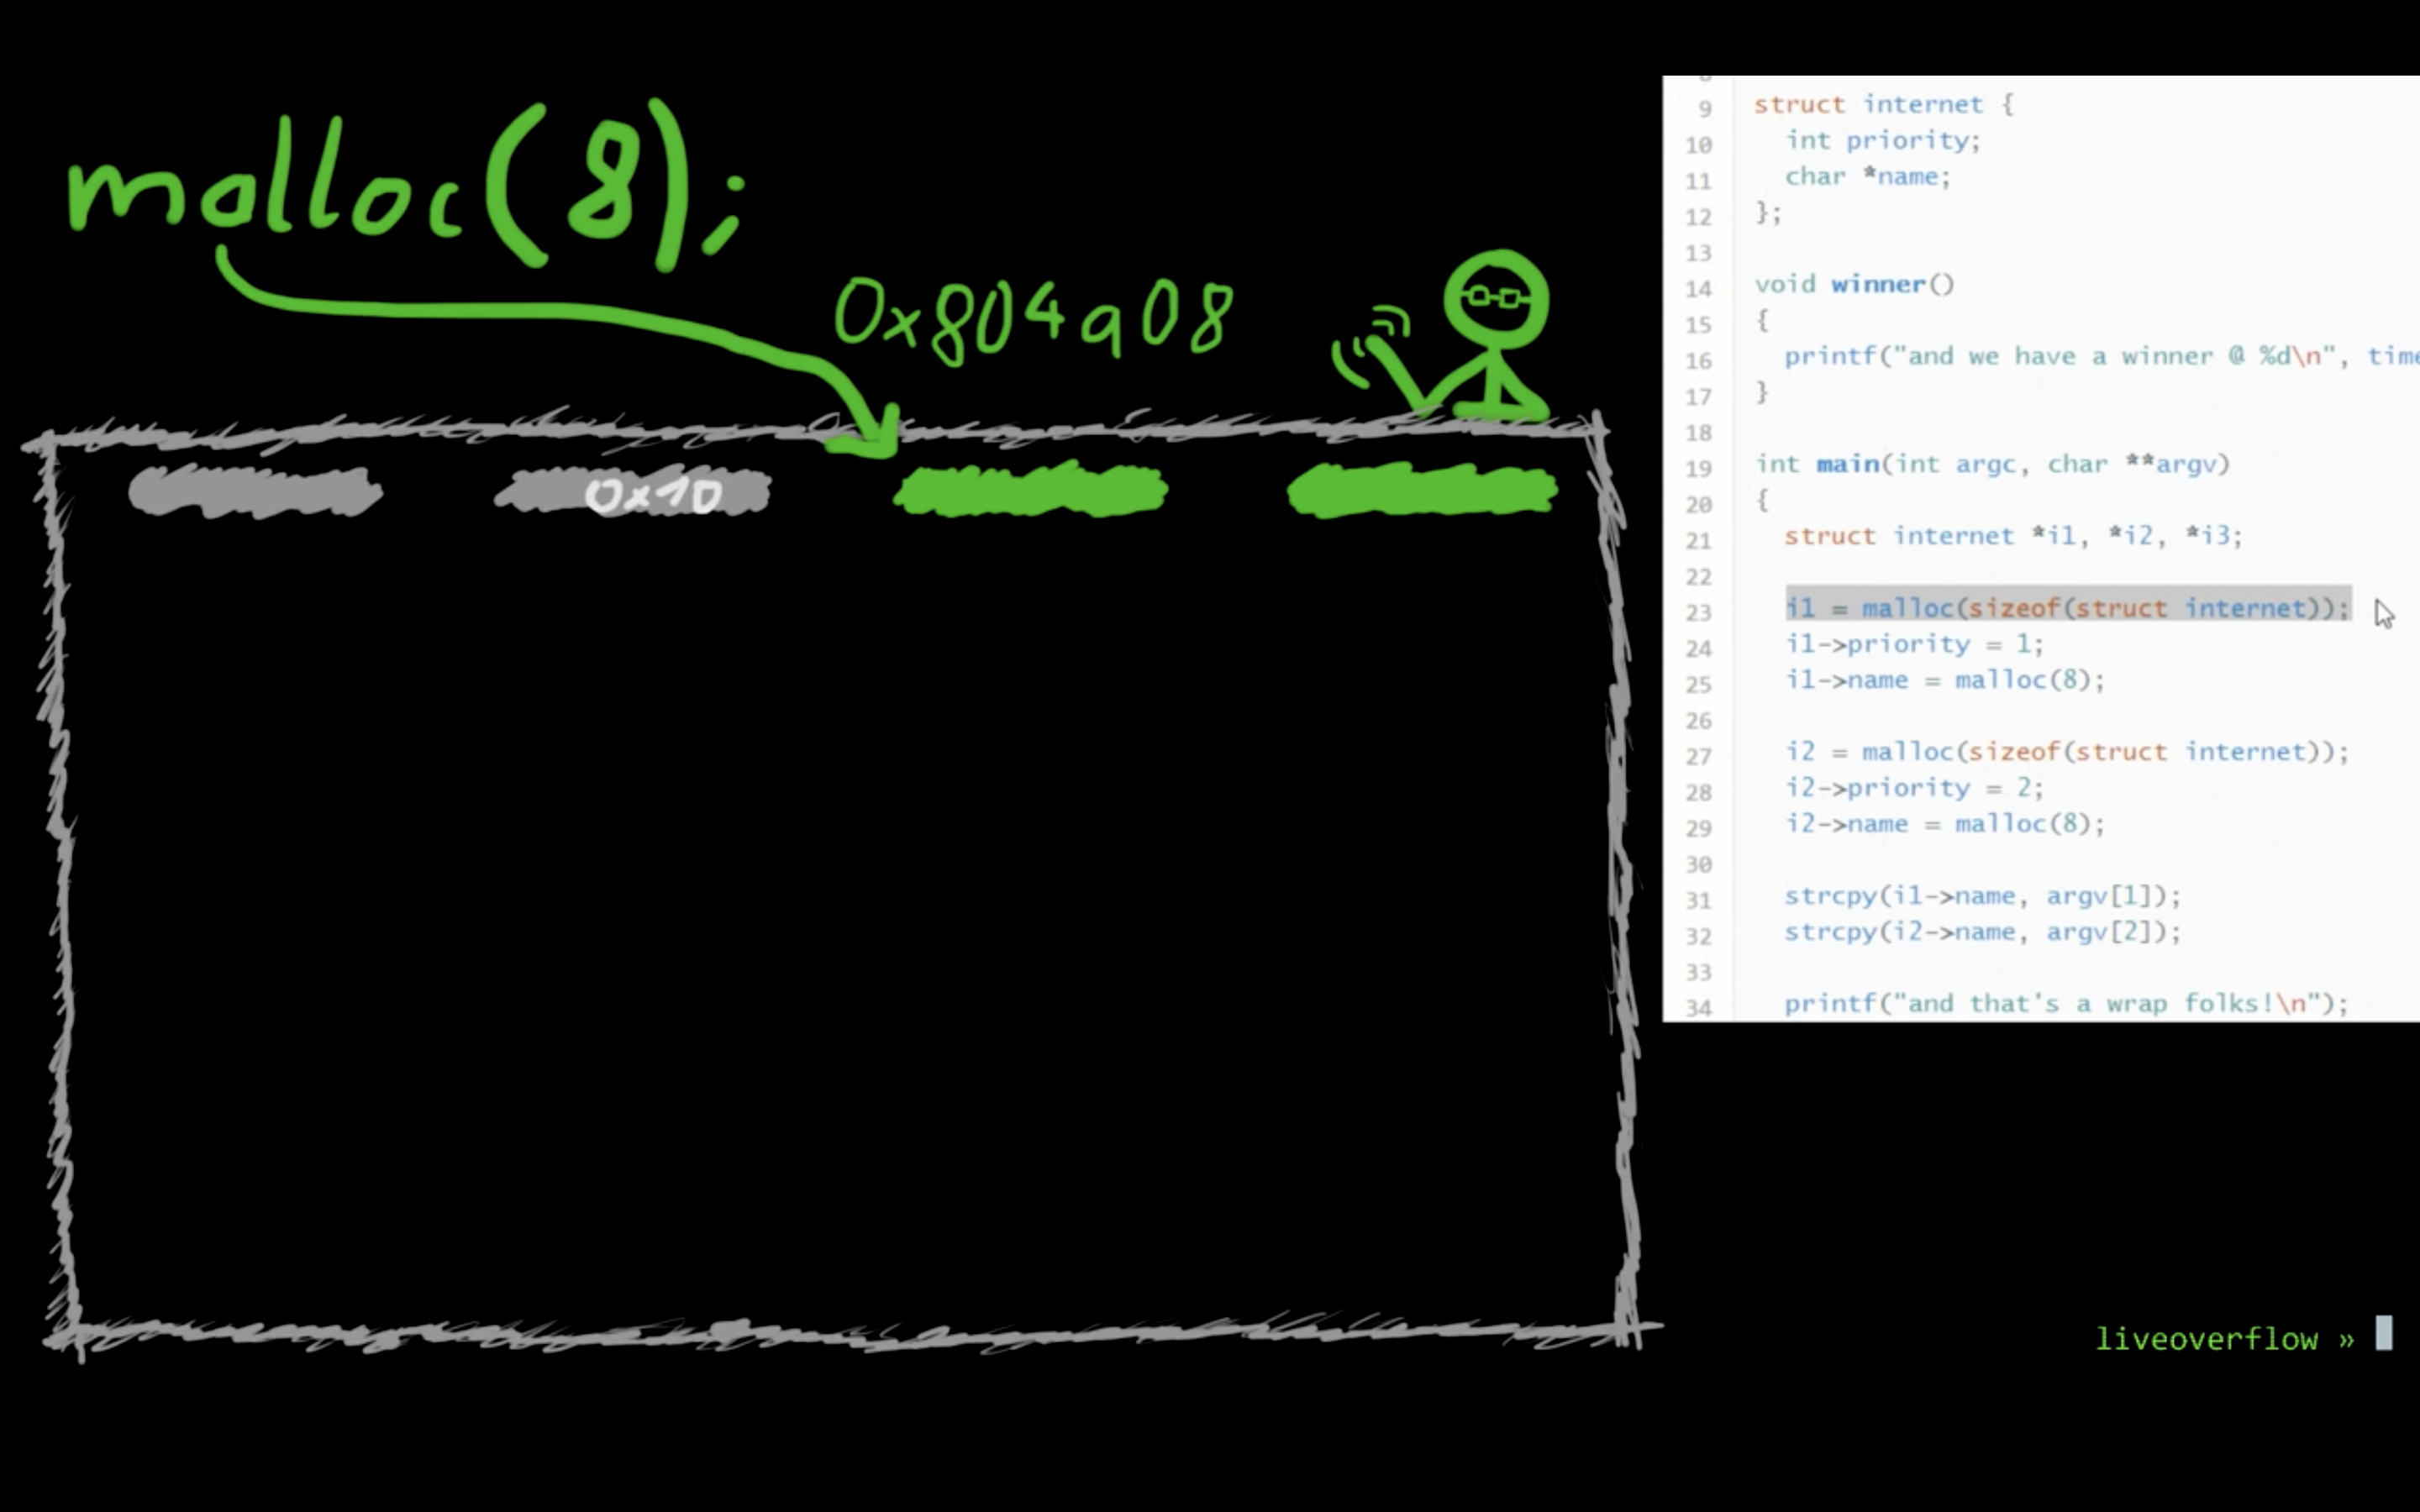 malloc(8);
0x804a08
0x10
9 struct internet {
10 int priority;
11 char *name;
12 };
13
14 void winner()
15 {
16 printf("and we have a winner @ %d\n", time
17 }
18
19 int main(int argc, char **argv)
20 {
21 struct internet *i1, *i2, *i3;
22
23 i1 = malloc(sizeof(struct internet));
24 i1->priority = 1;
25 i1->name = malloc(8);
26
27 i2 = malloc(sizeof(struct internet));
28 i2->priority = 2;
29 i2->name = malloc(8);
30
31 strcpy(i1->name, argv[1]);
32 strcpy(i2->name, argv[2]);
33
34 printf("and that's a wrap folks!\n");
liveoverflow »